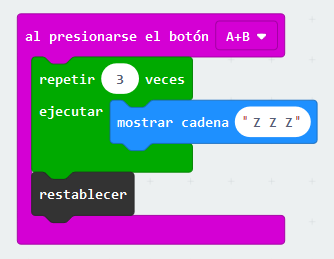 al presionarse el botón A+B
repetir 3 veces
ejecutar mostrar cadena " Z Z Z "
restablecer